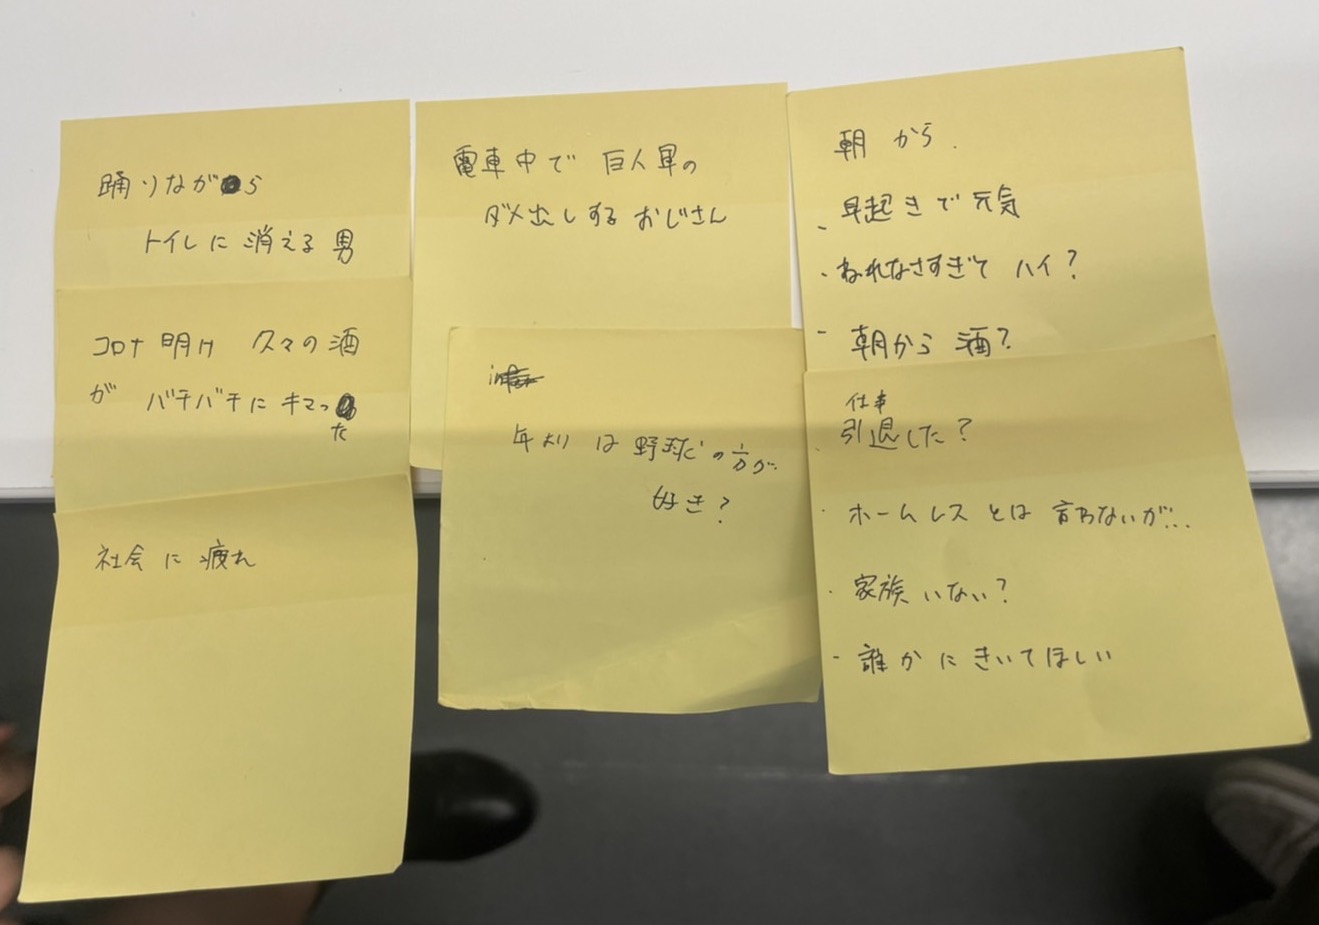 踊りながら
トイレに消える男
コロナ明け 久々の酒
が バチバチにキマっ
た
社会に疲れ
電車中で 巨人軍の
ダメ出しするおじさん
年よりは野球の方が
好き?
朝から.
早起きで元気
・ねれなさすぎて ハイ?
- 朝から酒?
仕事
引退した?
・ホームレスとは 言わないが...
・家族いない?
- 誰かにきいてほしい